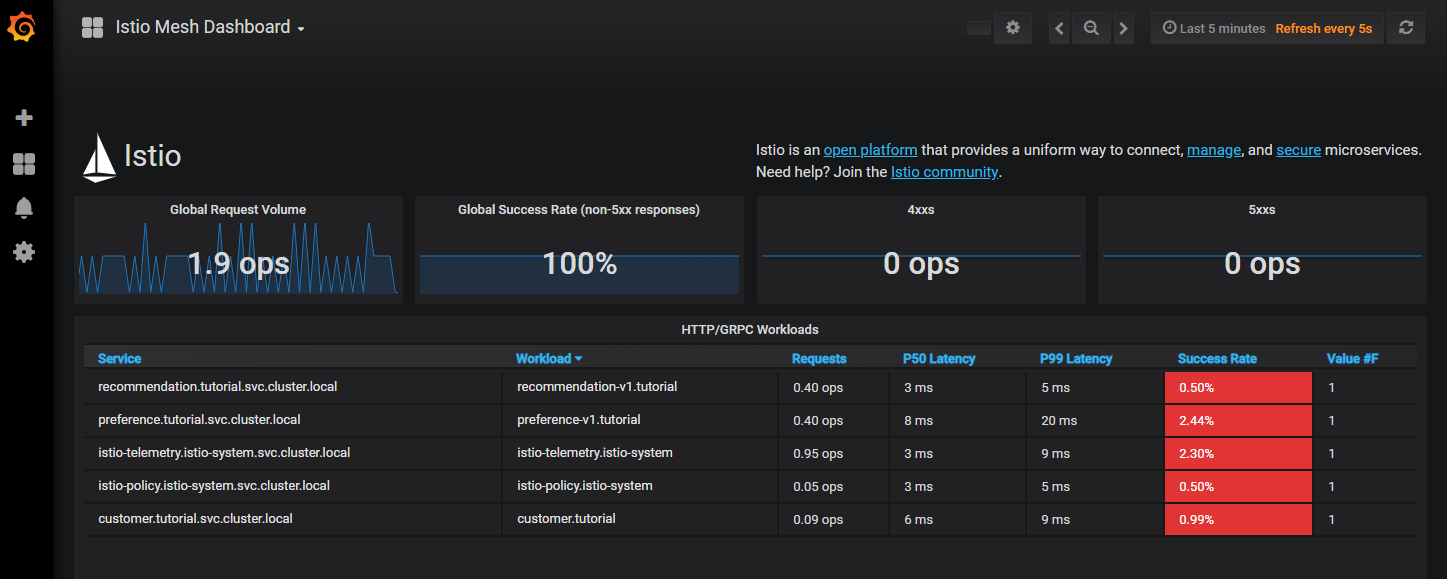 Istio Mesh Dashboard
Last 5 minutes Refresh every 5s
Istio
Istio is an open platform that provides a uniform way to connect, manage, and secure microservices.
Need help? Join the Istio community.
Global Request Volume
1.9 ops
Global Success Rate (non-5xx responses)
100%
4xxs
0 ops
5xxs
0 ops
HTTP/GRPC Workloads
Service Workload Requests P50 Latency P99 Latency Success Rate Value #F
recommendation.tutorial.svc.cluster.local recommendation-v1.tutorial 0.40 ops 3 ms 5 ms 0.50% 1
preference.tutorial.svc.cluster.local preference-v1.tutorial 0.40 ops 8 ms 20 ms 2.44% 1
istio-telemetry.istio-system.svc.cluster.local istio-telemetry.istio-system 0.95 ops 3 ms 9 ms 2.30% 1
istio-policy.istio-system.svc.cluster.local istio-policy.istio-system 0.05 ops 3 ms 5 ms 0.50% 1
customer.tutorial.svc.cluster.local customer.tutorial 0.09 ops 6 ms 9 ms 0.99% 1